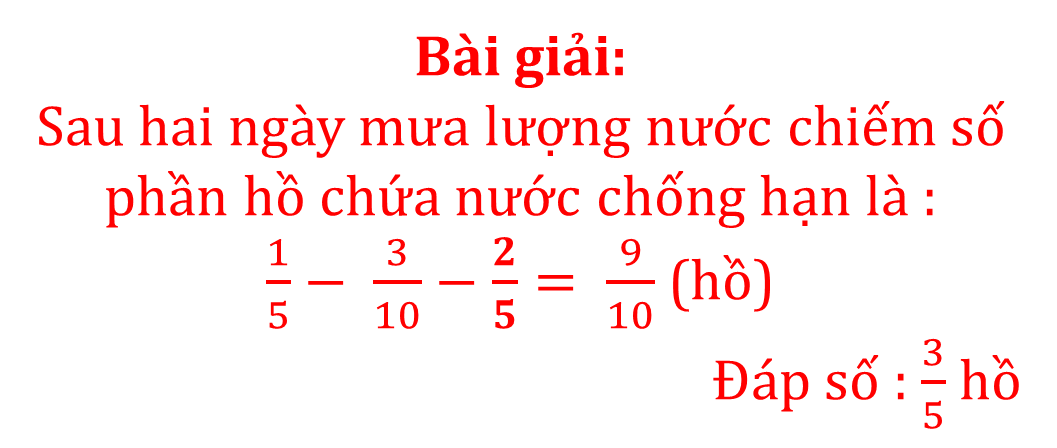 Bài giải:
Sau hai ngày mưa lượng nước chiếm số
phần hồ chứa nước chống hạn là :
1/5 − 3/10 − 2/5 = 9/10 (hồ)
Đáp số : 3/5 hồ